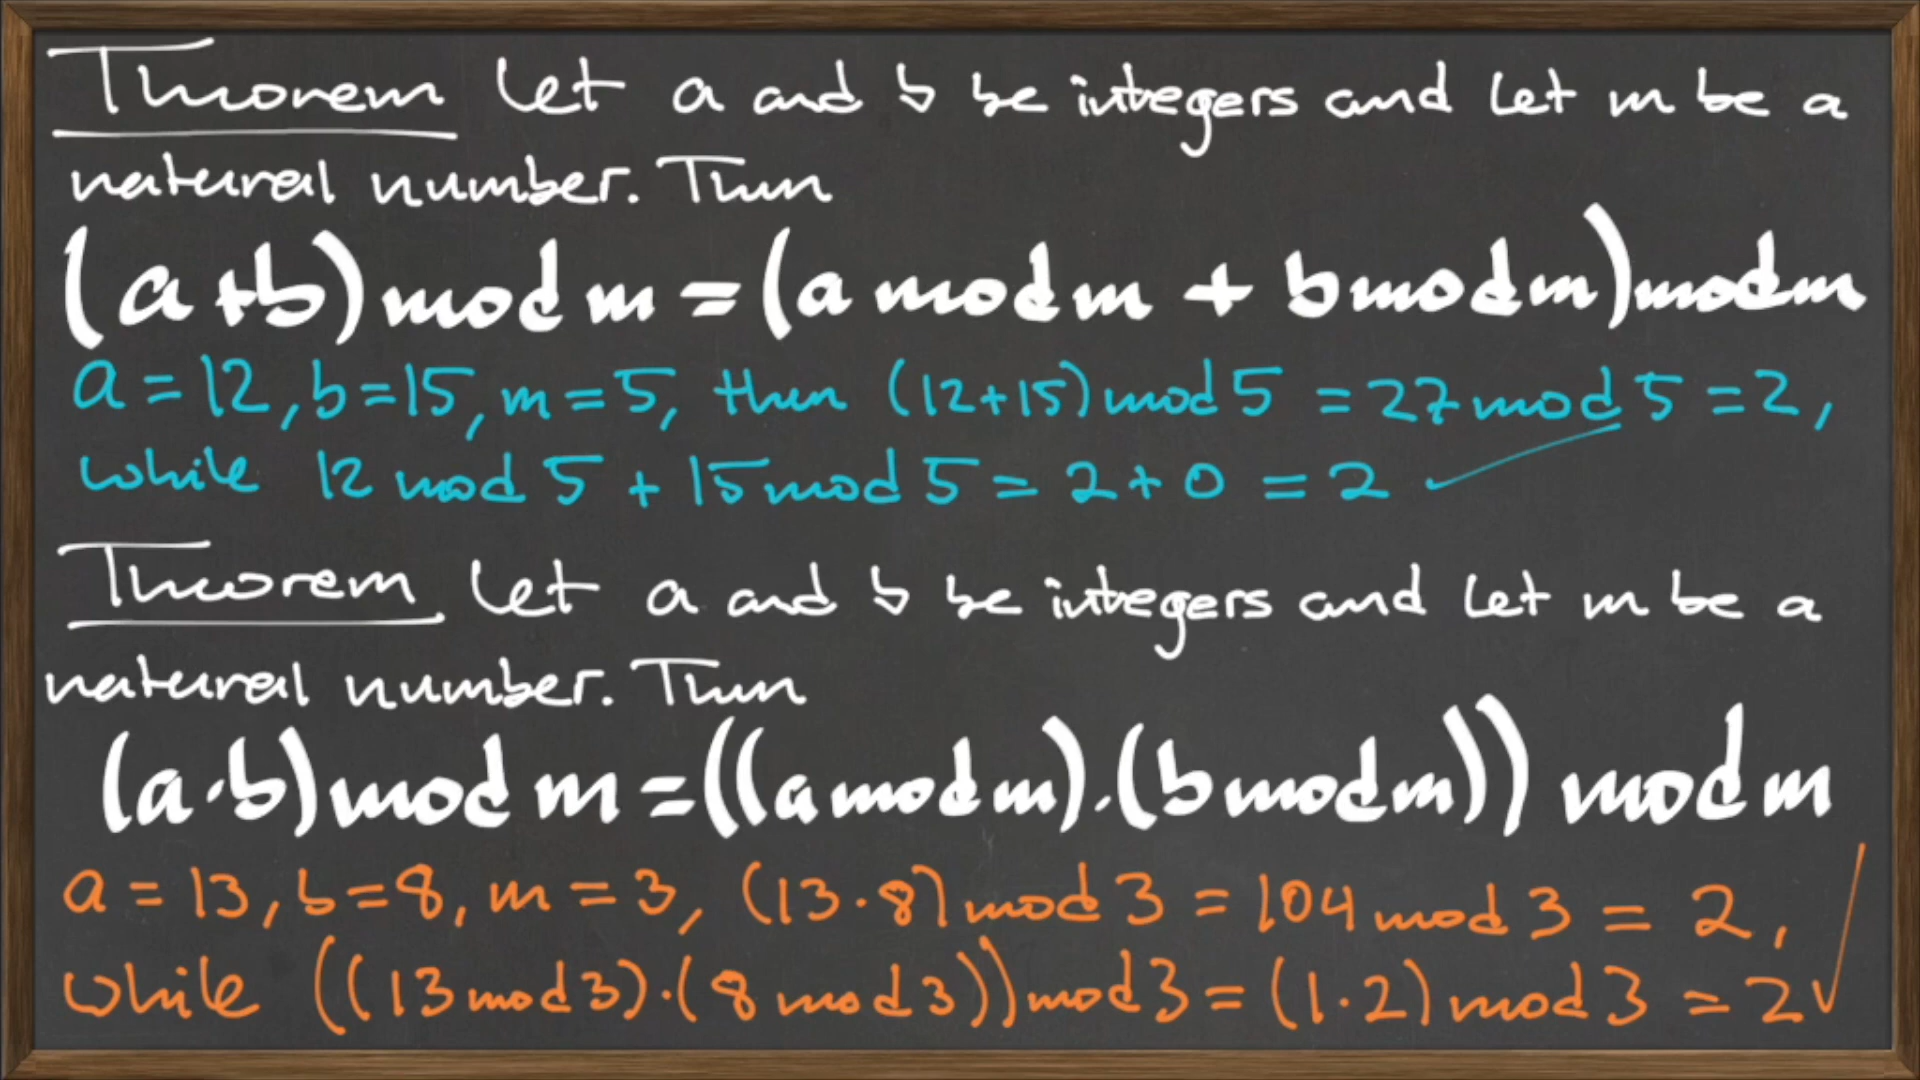 Theorem Let a and b be integers and let m be a
natural number. Then
(a+b) mod m = (a mod m + b mod m) mod m
a = 12, b = 15, m = 5, then (12+15) mod 5 = 27 mod 5 = 2,
while 12 mod 5 + 15 mod 5 = 2 + 0 = 2 ✓
Theorem Let a and b be integers and let m be a
natural number. Then
(a·b) mod m = ((a mod m)·(b mod m)) mod m
a = 13, b = 8, m = 3, (13·8) mod 3 = 104 mod 3 = 2,
while ((13 mod 3)·(8 mod 3)) mod 3 = (1·2) mod 3 = 2 ✓